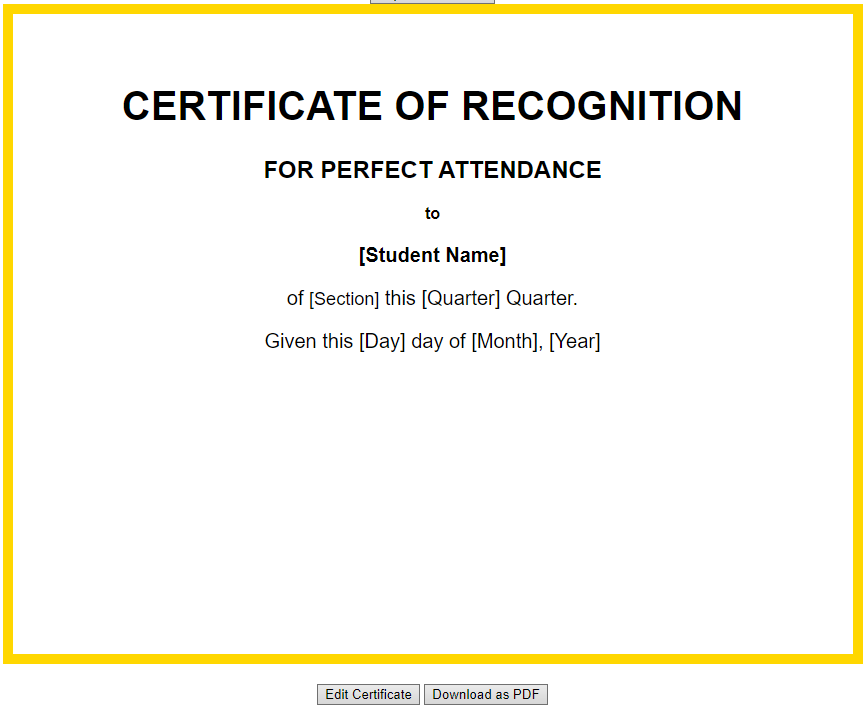 CERTIFICATE OF RECOGNITION
FOR PERFECT ATTENDANCE
to
[Student Name]
of [Section] this [Quarter] Quarter.
Given this [Day] day of [Month], [Year]
Edit Certificate
Download as PDF